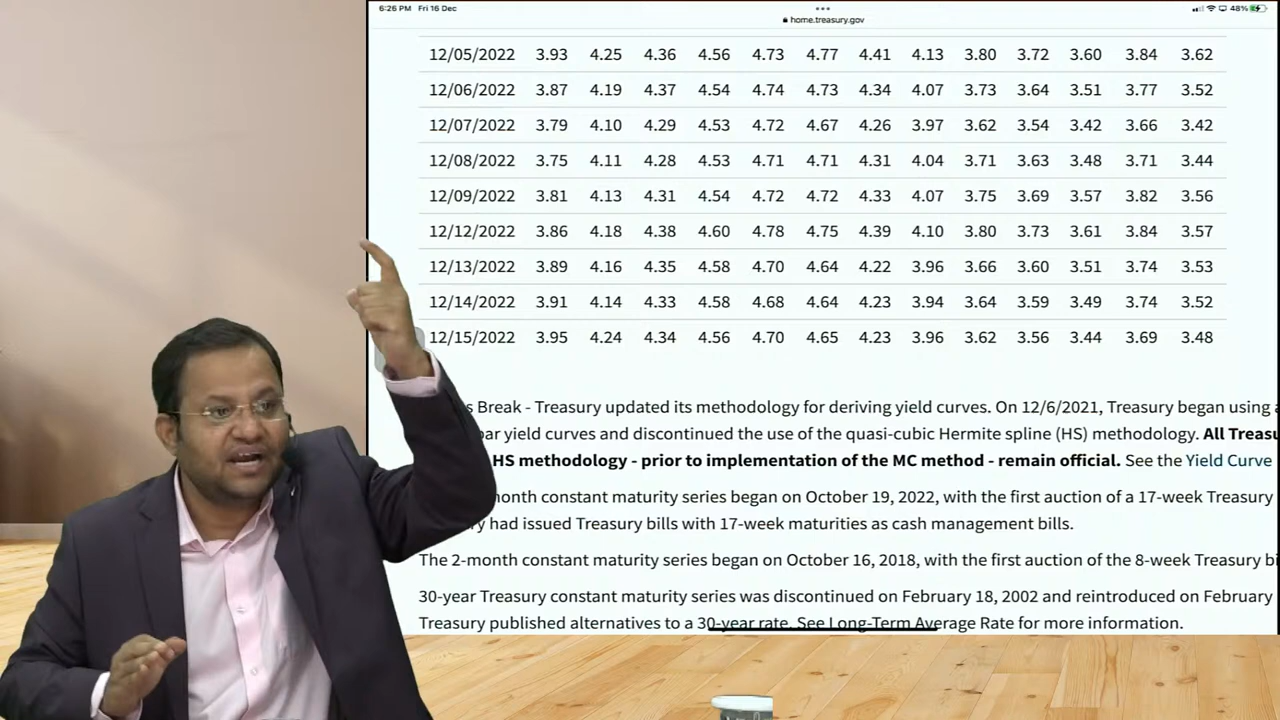 6:26 PM Fri 16 Dec
48%
home.treasury.gov
12/05/2022 3.93 4.25 4.36 4.56 4.73 4.77 4.41 4.13 3.80 3.72 3.60 3.84 3.62
12/06/2022 3.87 4.19 4.37 4.54 4.74 4.73 4.34 4.07 3.73 3.64 3.51 3.77 3.52
12/07/2022 3.79 4.10 4.29 4.53 4.72 4.67 4.26 3.97 3.62 3.54 3.42 3.66 3.42
12/08/2022 3.75 4.11 4.28 4.53 4.71 4.71 4.31 4.04 3.71 3.63 3.48 3.71 3.44
12/09/2022 3.81 4.13 4.31 4.54 4.72 4.72 4.33 4.07 3.75 3.69 3.57 3.82 3.56
12/12/2022 3.86 4.18 4.38 4.60 4.78 4.75 4.39 4.10 3.80 3.73 3.61 3.84 3.57
12/13/2022 3.89 4.16 4.35 4.58 4.70 4.64 4.22 3.96 3.66 3.60 3.51 3.74 3.53
12/14/2022 3.91 4.14 4.33 4.58 4.68 4.64 4.23 3.94 3.64 3.59 3.49 3.74 3.52
12/15/2022 3.95 4.24 4.34 4.56 4.70 4.65 4.23 3.96 3.62 3.56 3.44 3.69 3.48
s Break - Treasury updated its methodology for deriving yield curves. On 12/6/2021, Treasury began using
par yield curves and discontinued the use of the quasi-cubic Hermite spline (HS) methodology. All Treasu
HS methodology - prior to implementation of the MC method - remain official. See the Yield Curve
onth constant maturity series began on October 19, 2022, with the first auction of a 17-week Treasury
y had issued Treasury bills with 17-week maturities as cash management bills.
The 2-month constant maturity series began on October 16, 2018, with the first auction of the 8-week Treasury bi
30-year Treasury constant maturity series was discontinued on February 18, 2002 and reintroduced on February
Treasury published alternatives to a 30-year rate. See Long-Term Average Rate for more information.